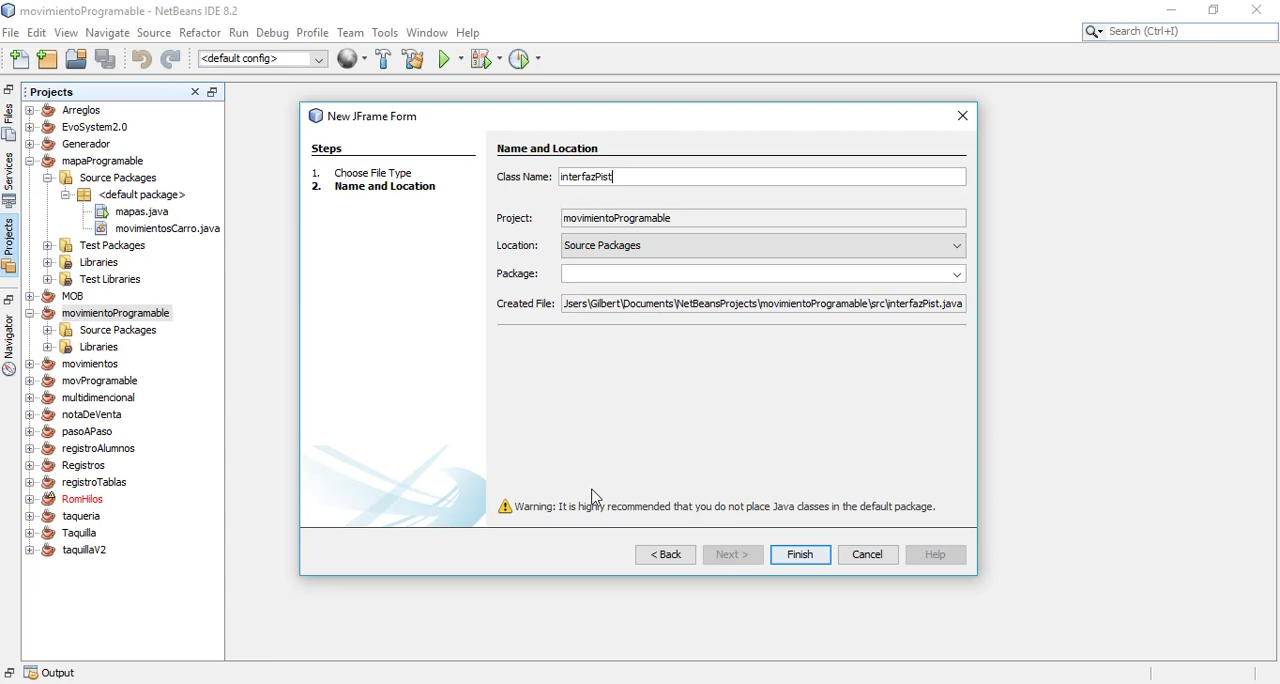 movimientoProgramable - NetBeans IDE 8.2
File Edit View Navigate Source Refactor Run Debug Profile Team Tools Window Help
Search (Ctrl+I)
<default config>
Files
Services
Projects
Navigator
Projects
Arreglos
EvoSystem2.0
Generador
mapaProgramable
Source Packages
<default package>
mapas.java
movimientosCarro.java
Test Packages
Libraries
Test Libraries
MOB
movimientoProgramable
Source Packages
Libraries
movimientos
movProgramable
multidimencional
notaDeVenta
pasoAPaso
registroAlumnos
Registros
registroTablas
RomHilos
taqueria
Taquilla
taquillaV2
New JFrame Form
Steps
1. Choose File Type
2. Name and Location
Name and Location
Class Name: interfazPist
Project: movimientoProgramable
Location: Source Packages
Package:
Created File: Jsers\Gilbert\Documents\NetBeansProjects\movimientoProgramable\src\interfazPist.java
Warning: It is highly recommended that you do not place Java classes in the default package.
< Back Next > Finish Cancel Help
Output